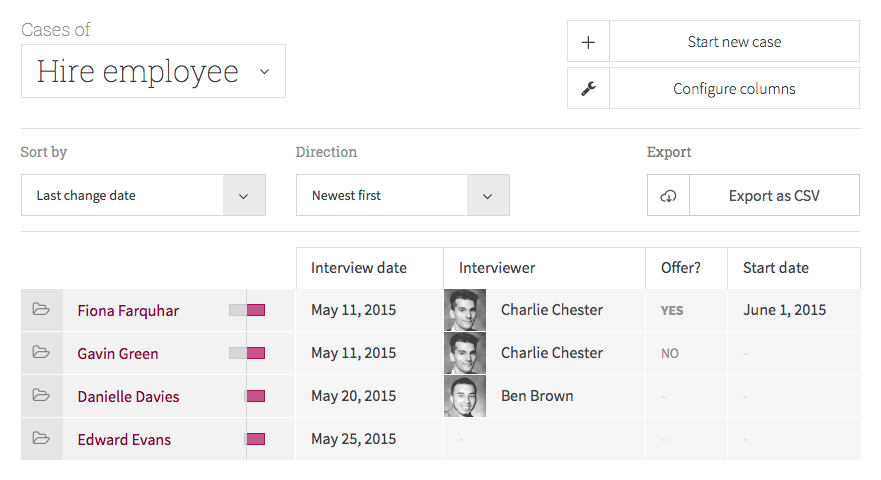 Cases of
Hire employee
Start new case
Configure columns
Sort by
Direction
Export
Last change date
Newest first
Export as CSV
Interview date Interviewer Offer? Start date
Fiona Farquhar May 11, 2015 Charlie Chester YES June 1, 2015
Gavin Green May 11, 2015 Charlie Chester NO -
Danielle Davies May 20, 2015 Ben Brown - -
Edward Evans May 25, 2015 - - -